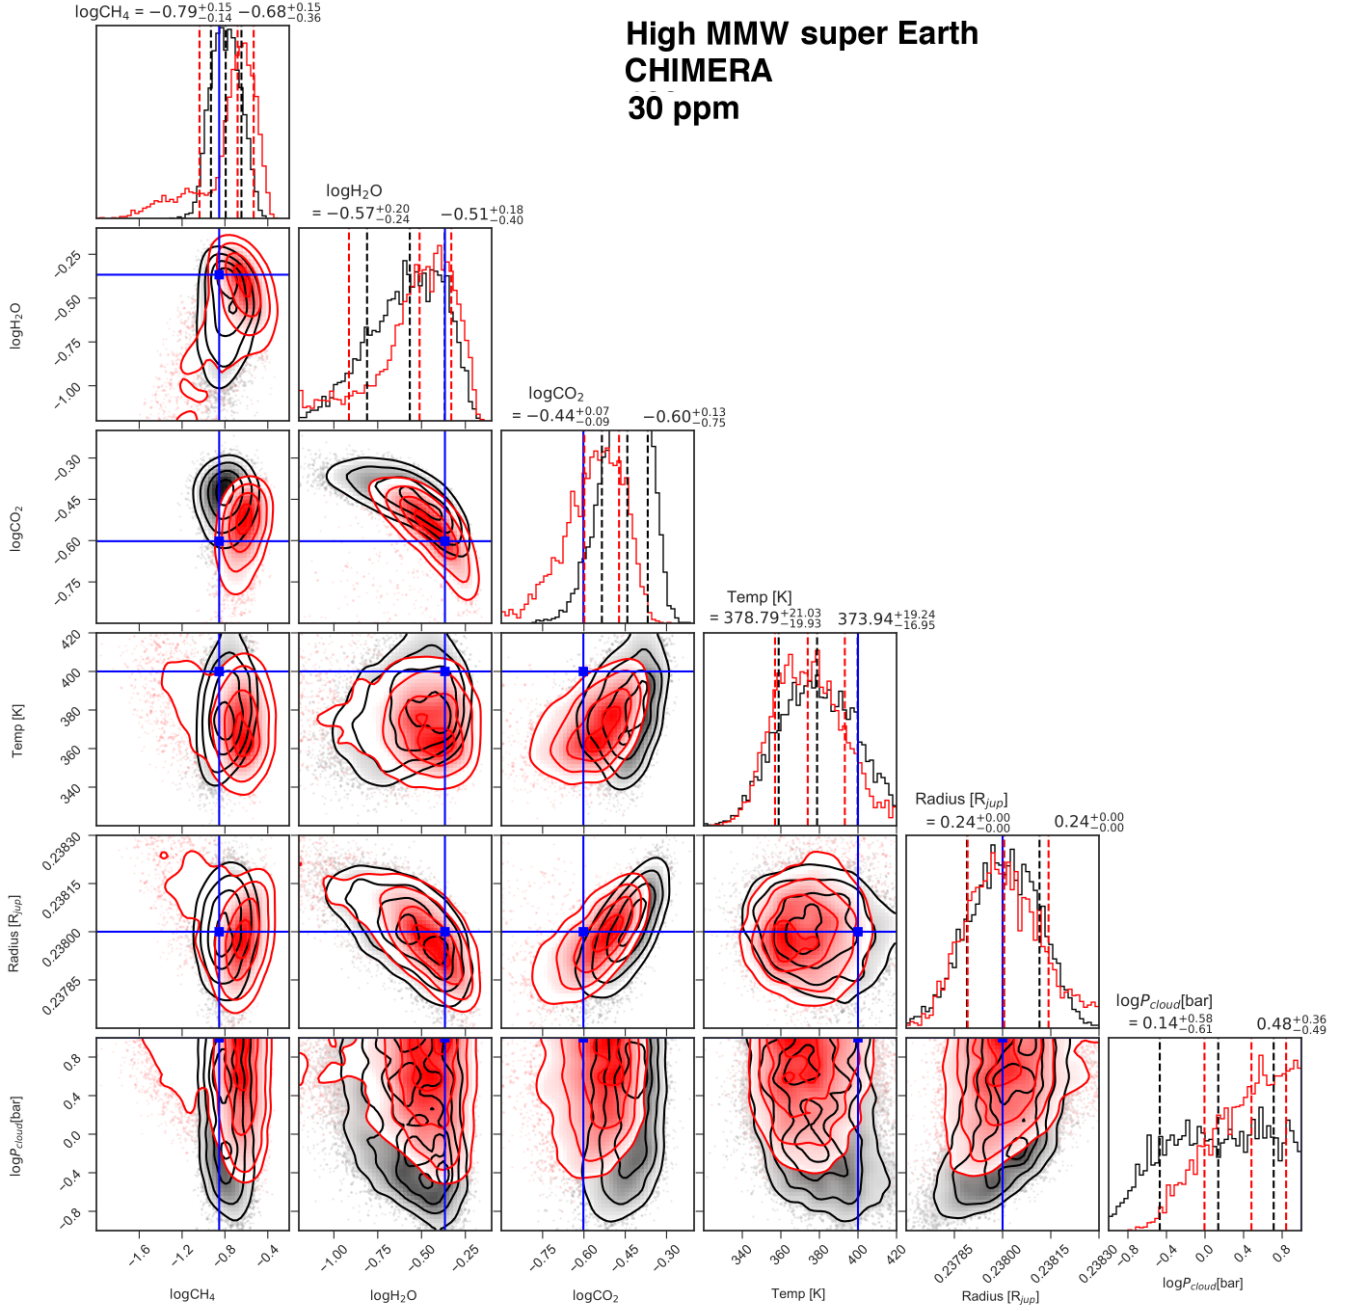 logCH₄ = −0.79+0.15−0.14 −0.68+0.15−0.36
High MMW super Earth
CHIMERA
30 ppm
logH₂O
= −0.57+0.20−0.24 −0.51+0.18−0.40
−0.25
−0.50
−0.75
−1.00
logH₂O
logCO₂
= −0.44+0.07−0.09 −0.60+0.13−0.75
−0.30
−0.45
−0.60
−0.75
logCO₂
Temp [K]
= 378.79+21.03−19.93 373.94+19.24−16.95
420
400
380
360
340
Temp [K]
Radius [Rjup]
= 0.24+0.00−0.00 0.24+0.00−0.00
0.23830
0.23815
0.23800
0.23785
Radius [Rjup]
logPcloud[bar]
= 0.14+0.58−0.61 0.48+0.36−0.49
0.8
0.4
0.0
−0.4
−0.8
logPcloud[bar]
−1.6 −1.2 −0.8 −0.4
−1.00 −0.75 −0.50 −0.25
−0.75 −0.60 −0.45 −0.30
340 360 380 400 420
0.23785 0.23800 0.23815 0.23830
−0.8 −0.4 0.0 0.4 0.8
logCH₄ logH₂O logCO₂ Temp [K] Radius [Rjup] logPcloud[bar]